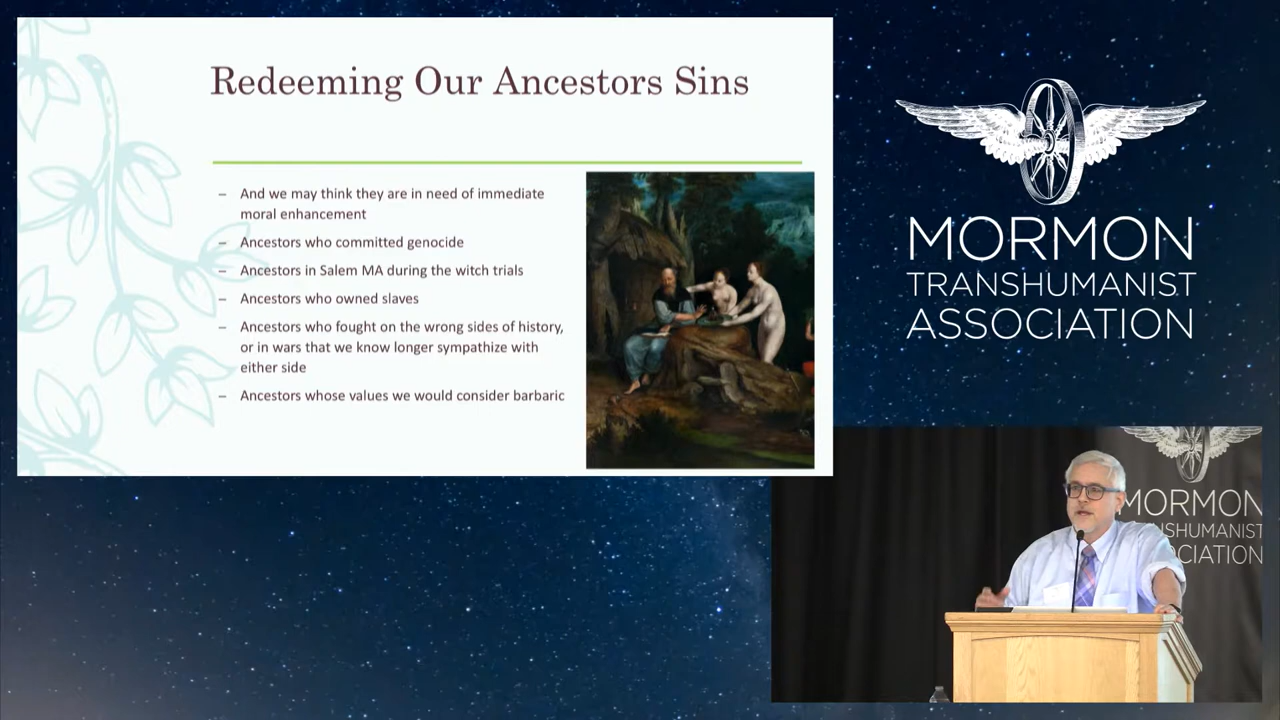 Redeeming Our Ancestors Sins
– And we may think they are in need of immediate
moral enhancement
– Ancestors who committed genocide
– Ancestors in Salem MA during the witch trials
– Ancestors who owned slaves
– Ancestors who fought on the wrong sides of history,
or in wars that we know longer sympathize with
either side
– Ancestors whose values we would consider barbaric
MORMON
TRANSHUMANIST
ASSOCIATION
MORMON
NSHUMANIST
CIATION